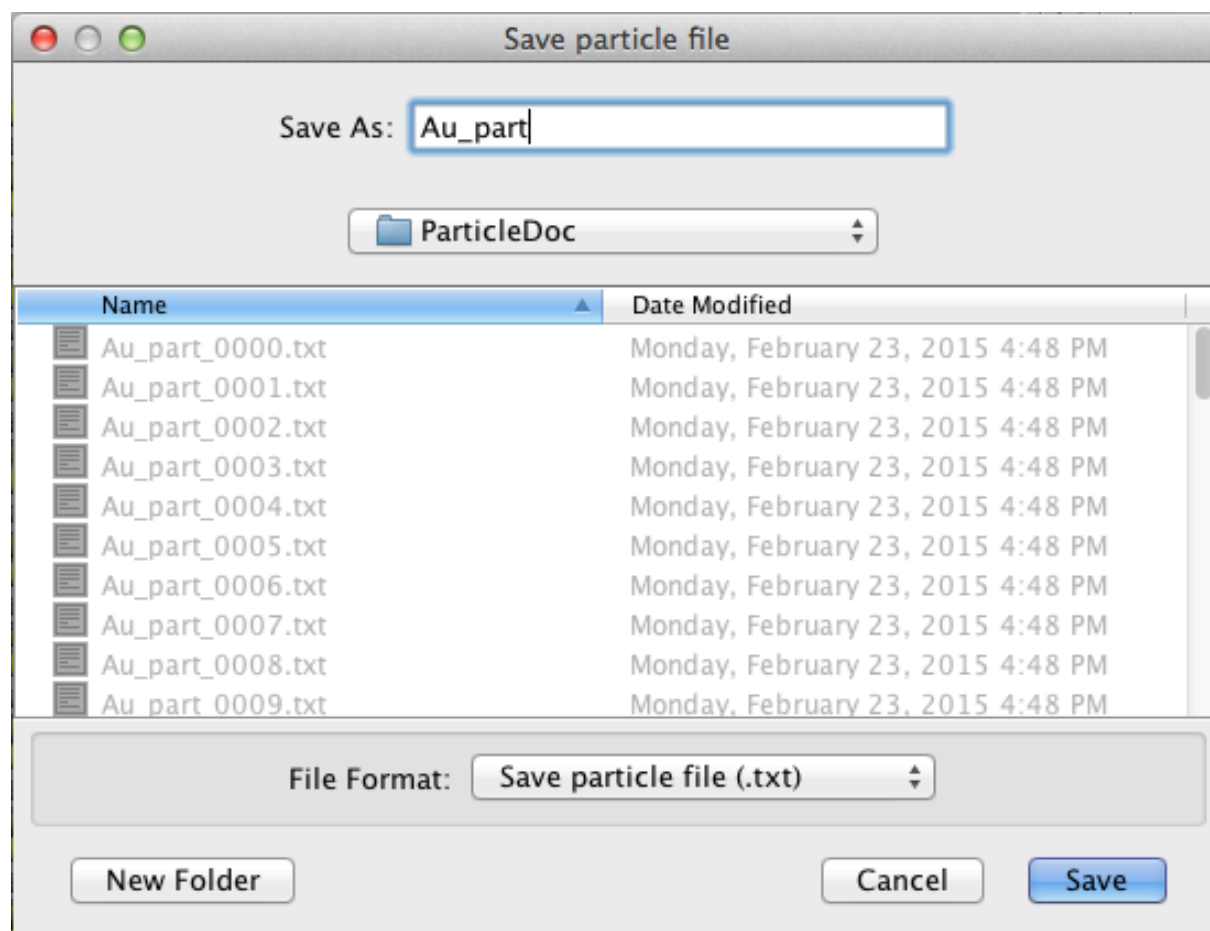 Save particle file
Save As: Au_part
ParticleDoc
Name Date Modified
Au_part_0000.txt Monday, February 23, 2015 4:48 PM
Au_part_0001.txt Monday, February 23, 2015 4:48 PM
Au_part_0002.txt Monday, February 23, 2015 4:48 PM
Au_part_0003.txt Monday, February 23, 2015 4:48 PM
Au_part_0004.txt Monday, February 23, 2015 4:48 PM
Au_part_0005.txt Monday, February 23, 2015 4:48 PM
Au_part_0006.txt Monday, February 23, 2015 4:48 PM
Au_part_0007.txt Monday, February 23, 2015 4:48 PM
Au_part_0008.txt Monday, February 23, 2015 4:48 PM
Au_part_0009.txt Monday, February 23, 2015 4:48 PM
File Format: Save particle file (.txt)
New Folder Cancel Save